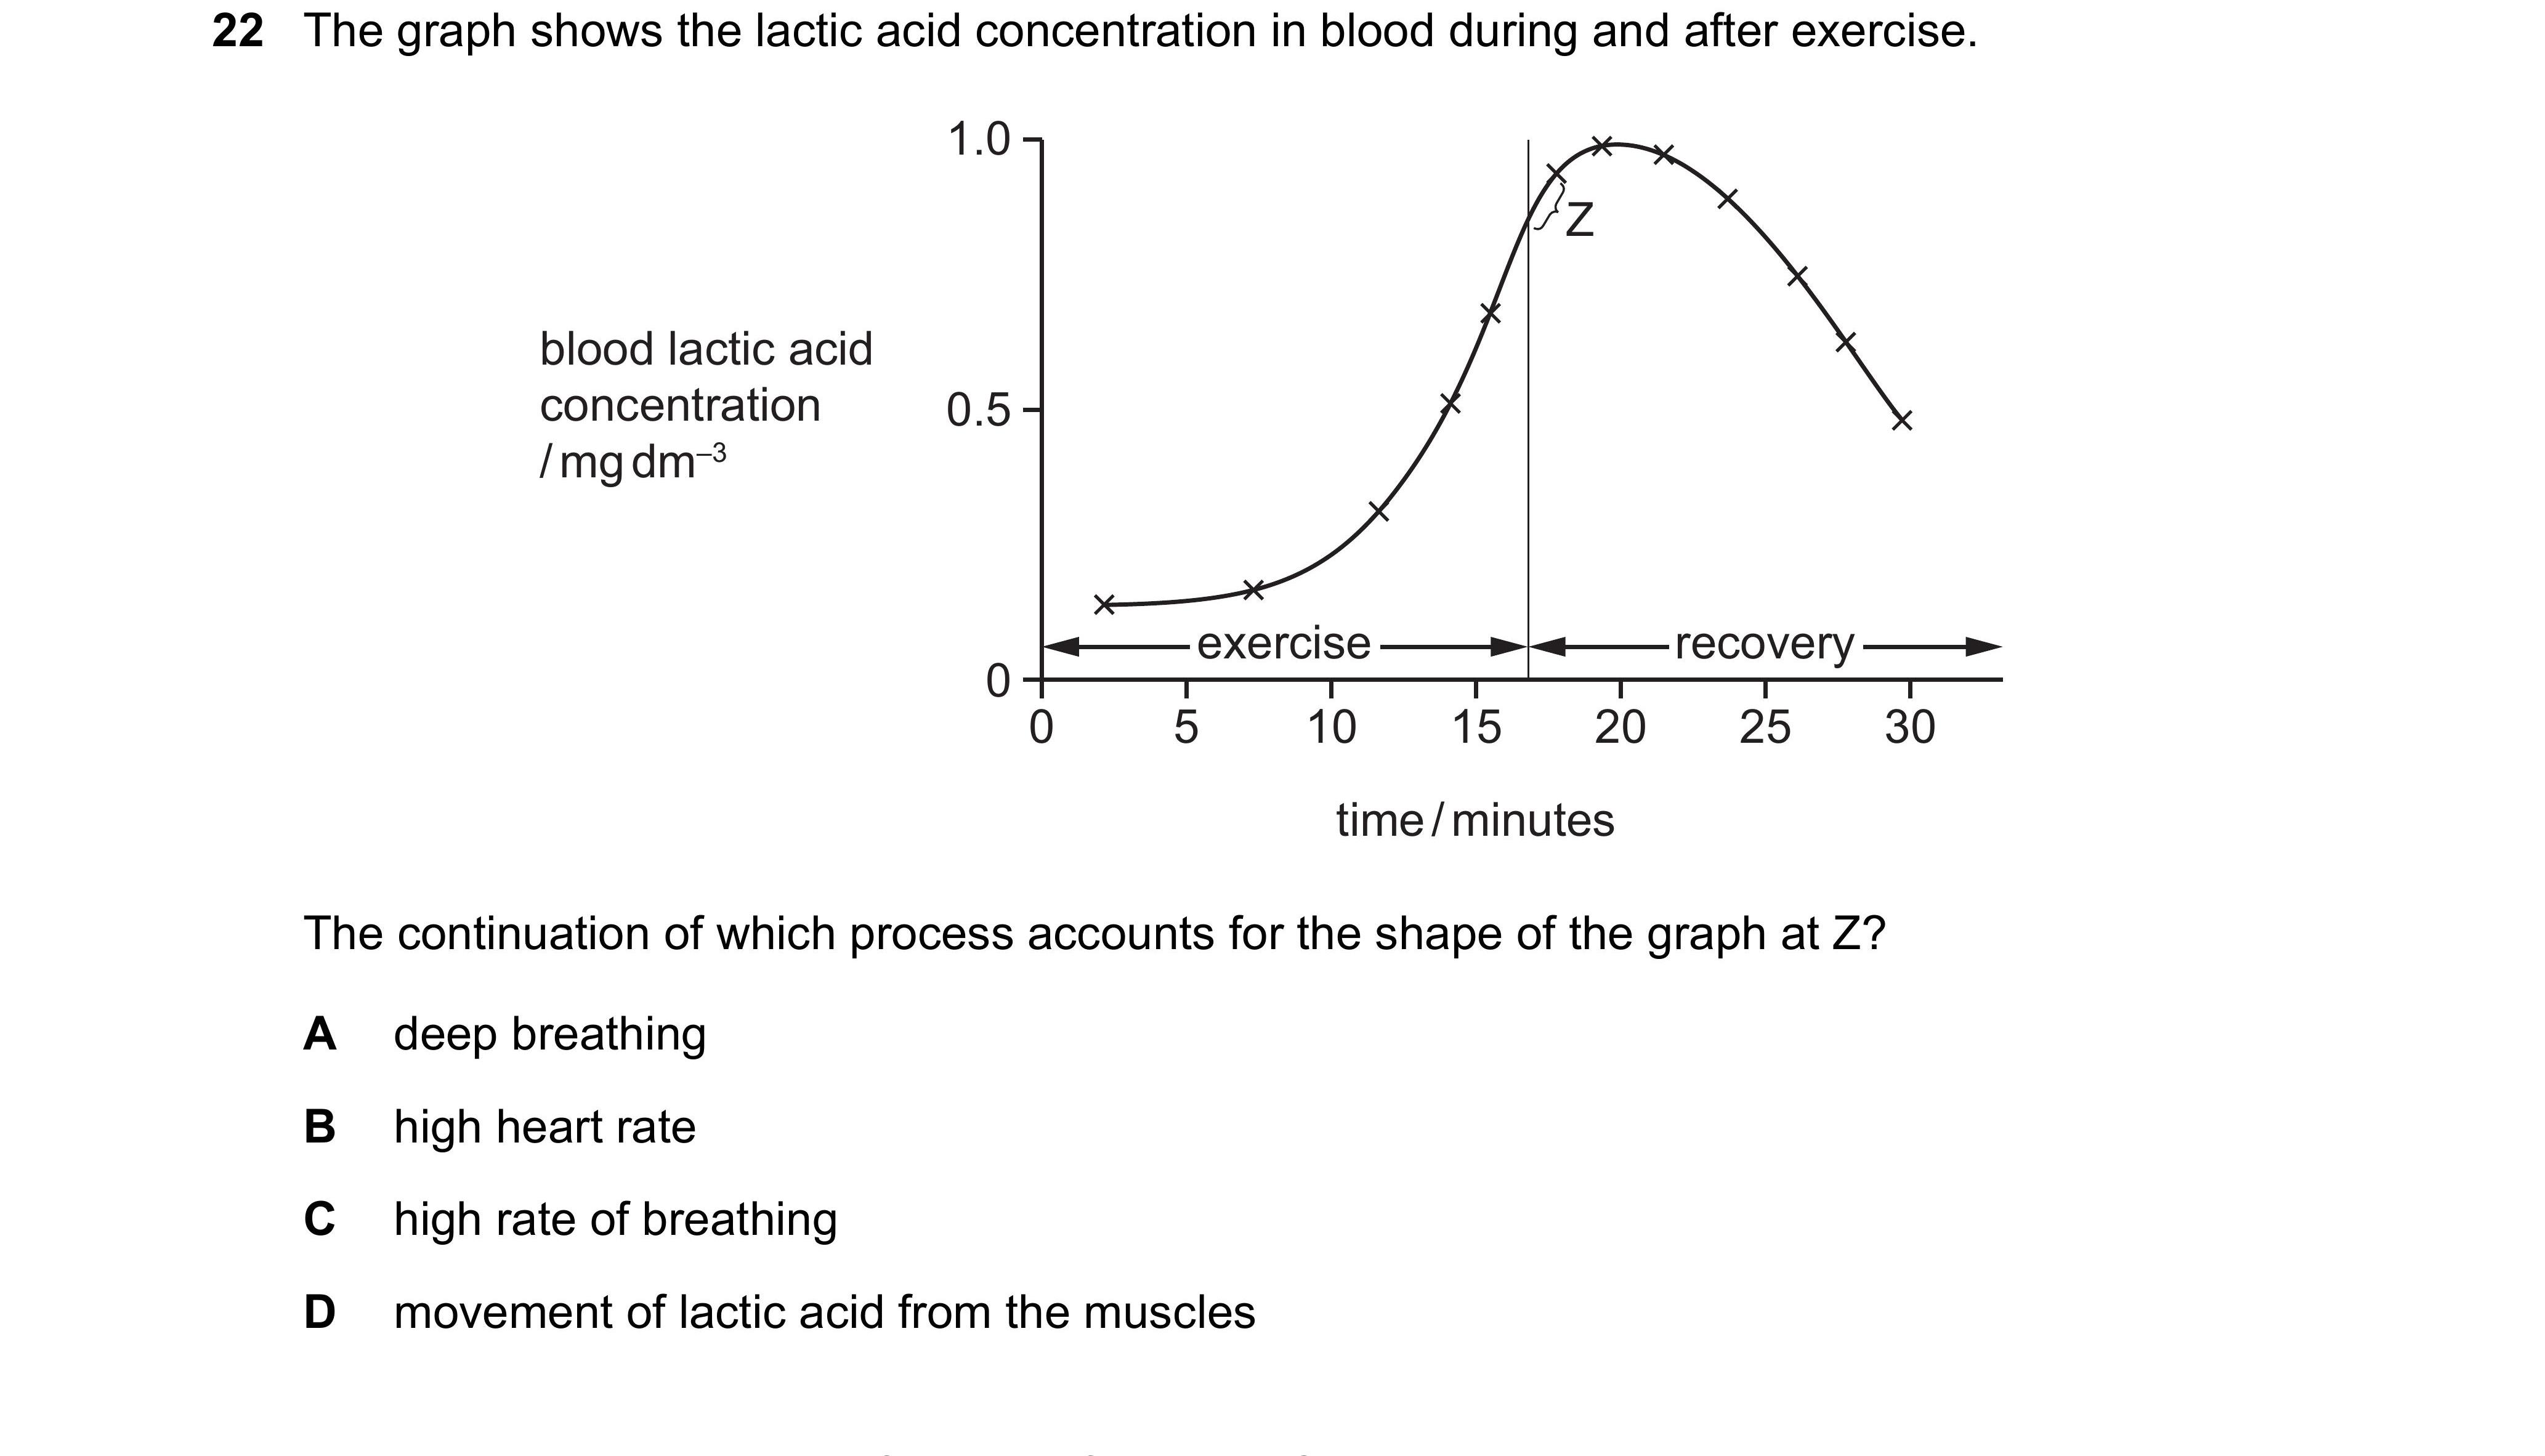 22 The graph shows the lactic acid concentration in blood during and after exercise.
1.0
Z
blood lactic acid
concentration
/ mg dm⁻³
0.5
exercise
recovery
0
0 5 10 15 20 25 30
time / minutes
The continuation of which process accounts for the shape of the graph at Z?
A deep breathing
B high heart rate
C high rate of breathing
D movement of lactic acid from the muscles